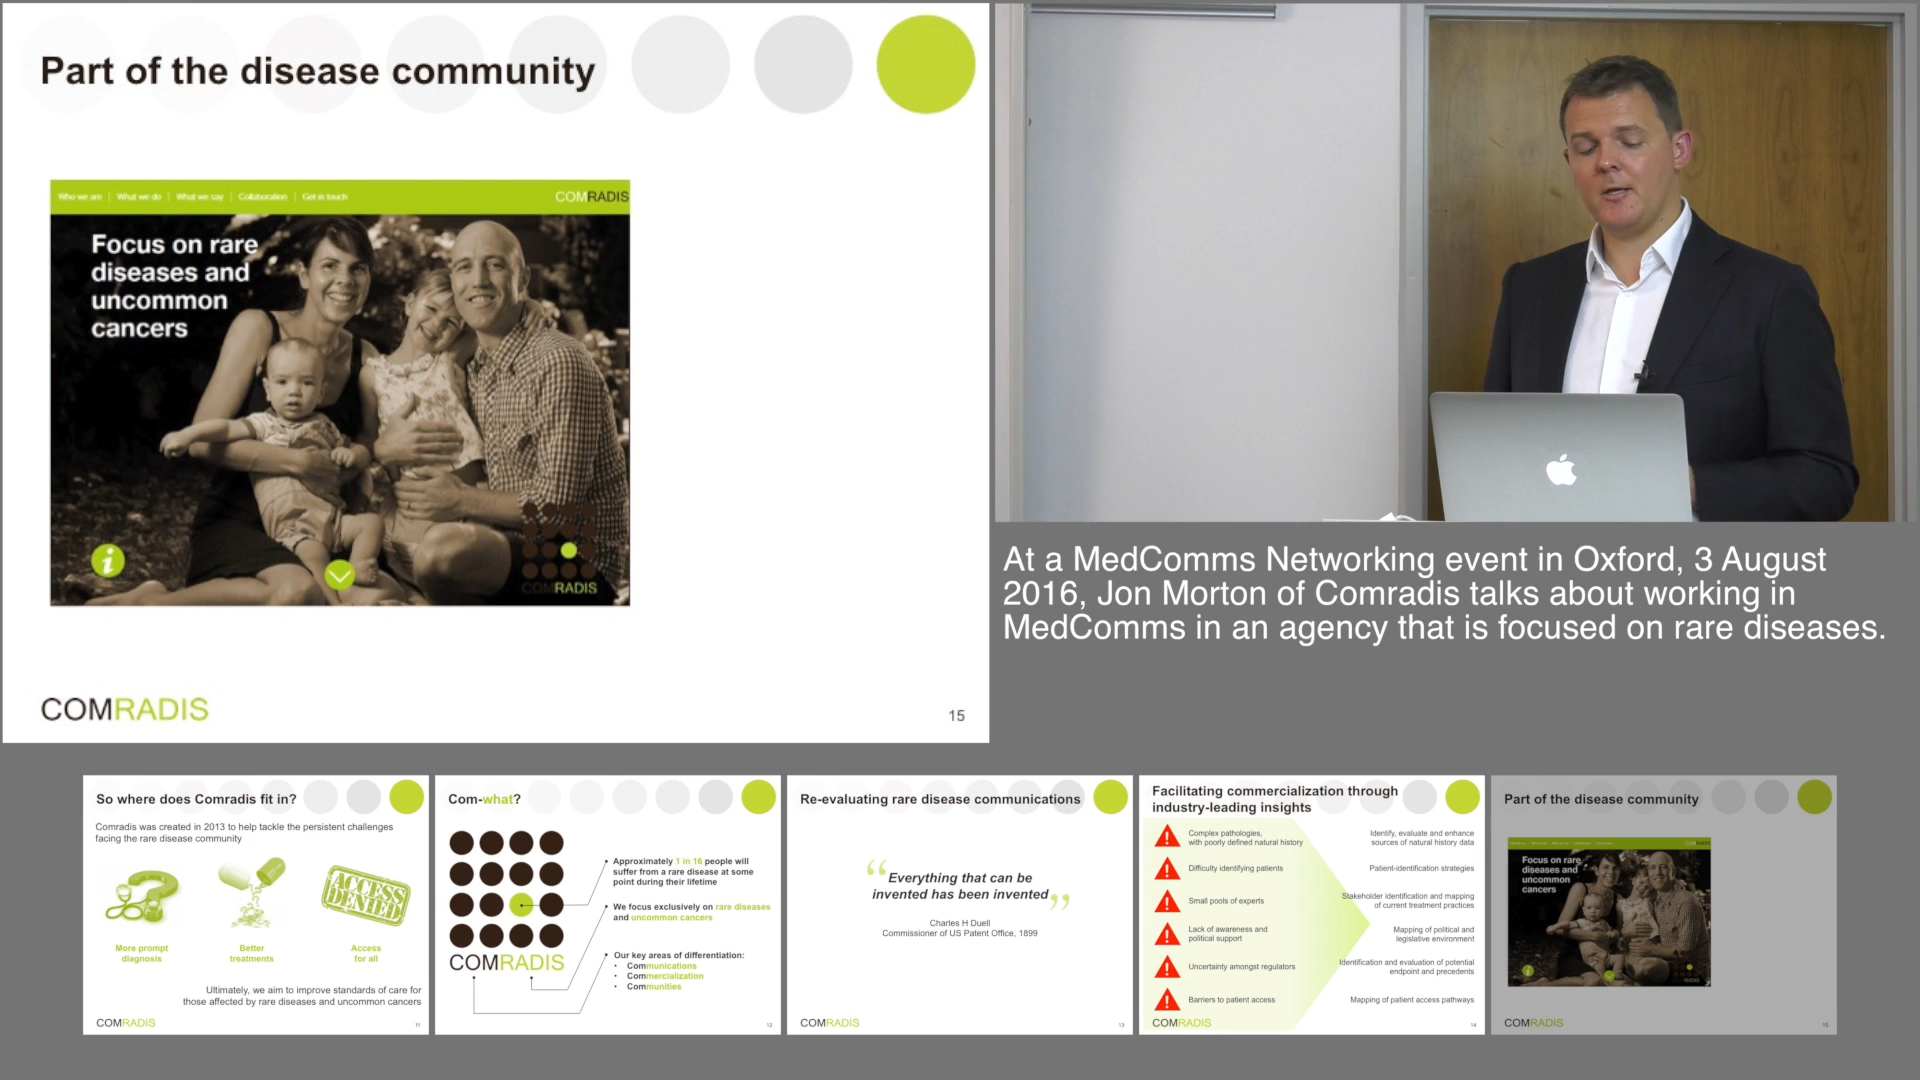 Part of the disease community
Who we are | What we do | What we say | Collaboration | Get in touch
COMRADIS
Focus on rare
diseases and
uncommon
cancers
i
COMRADIS
COMRADIS
15
At a MedComms Networking event in Oxford, 3 August
2016, Jon Morton of Comradis talks about working in
MedComms in an agency that is focused on rare diseases.
So where does Comradis fit in?
Comradis was created in 2013 to help tackle the persistent challenges
facing the rare disease community
ACCESS
DENIED
More prompt
diagnosis
Better
treatments
Access
for all
Ultimately, we aim to improve standards of care for
those affected by rare diseases and uncommon cancers
COMRADIS
11
Com-what?
Approximately 1 in 16 people will
suffer from a rare disease at some
point during their lifetime
We focus exclusively on rare diseases
and uncommon cancers
COMRADIS
Our key areas of differentiation:
• Communications
• Commercialization
• Communities
12
Re-evaluating rare disease communications
“Everything that can be
invented has been invented”
Charles H Duell
Commissioner of US Patent Office, 1899
COMRADIS
13
Facilitating commercialization through
industry-leading insights
Complex pathologies,
with poorly defined natural history
Identify, evaluate and enhance
sources of natural history data
Difficulty identifying patients
Patient-identification strategies
Small pools of experts
Stakeholder identification and mapping
of current treatment practices
Lack of awareness and
political support
Mapping of political and
legislative environment
Uncertainty amongst regulators
Identification and evaluation of potential
endpoint and precedents
Barriers to patient access
Mapping of patient access pathways
COMRADIS
14
Part of the disease community
Focus on rare
diseases and
uncommon
cancers
COMRADIS
15